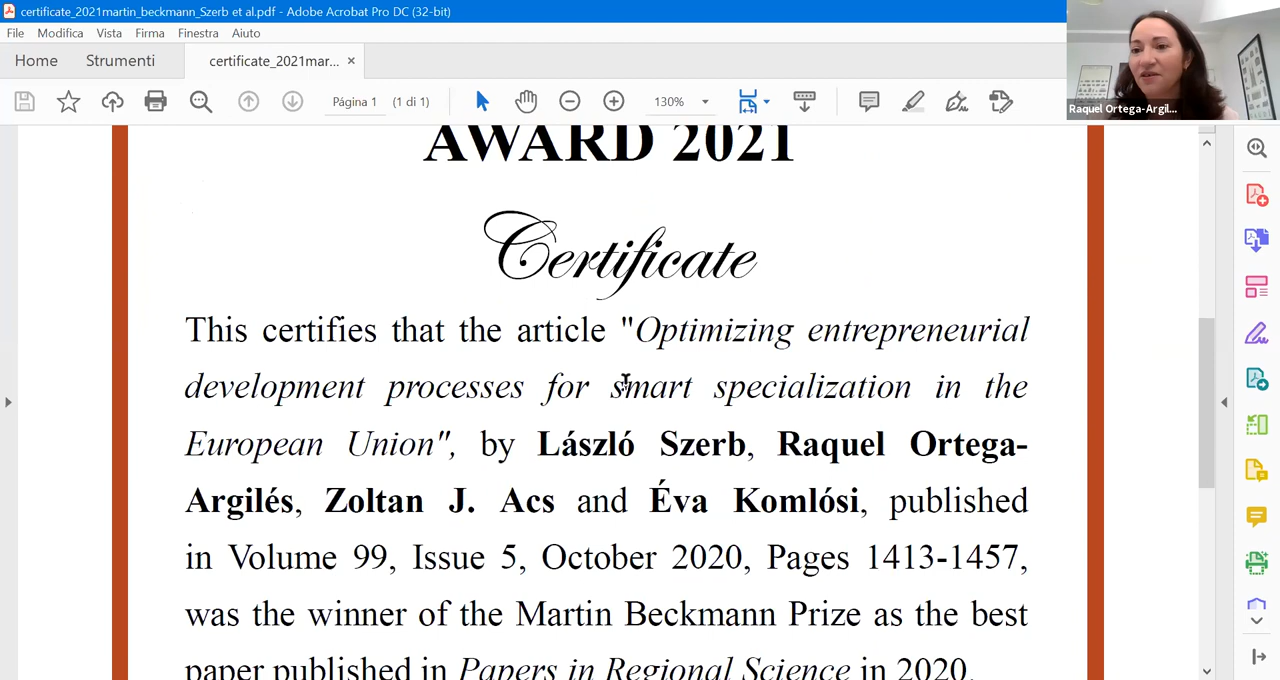 certificate_2021martin_beckmann_Szerb et al.pdf - Adobe Acrobat Pro DC (32-bit)
File Modifica Vista Firma Finestra Aiuto
Home Strumenti certificate_2021mar... ×
Página 1 (1 di 1) 130%
Raquel Ortega-Argil...
AWARD 2021
Certificate
This certifies that the article "Optimizing entrepreneurial
development processes for smart specialization in the
European Union", by László Szerb, Raquel Ortega-
Argilés, Zoltan J. Acs and Éva Komlósi, published
in Volume 99, Issue 5, October 2020, Pages 1413-1457,
was the winner of the Martin Beckmann Prize as the best
paper published in Papers in Regional Science in 2020.